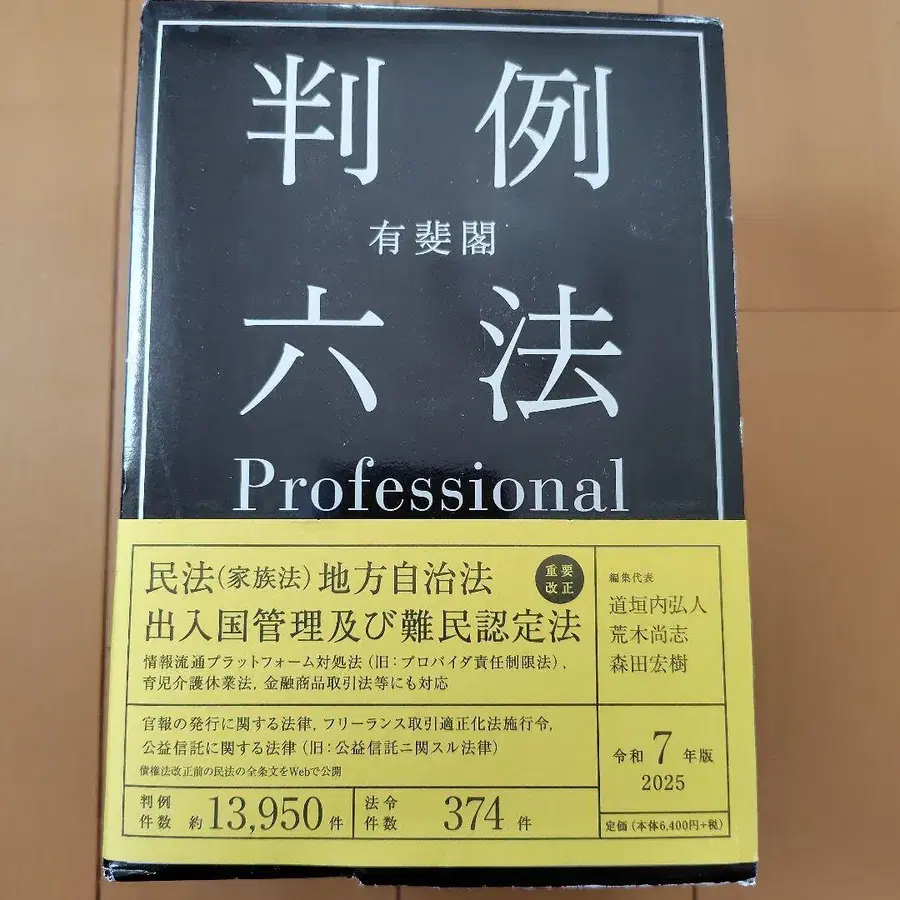 判例
有斐閣
六法
Professional
民法(家族法)地方自治法
出入国管理及び難民認定法
重要
改正
情報流通プラットフォーム対処法(旧:プロバイダ責任制限法),
育児介護休業法,金融商品取引法等にも対応
官報の発行に関する法律,フリーランス取引適正化法施行令,
公益信託に関する法律(旧:公益信託ニ関スル法律)
債権法改正前の民法の全条文をWebで公開
判例件数 約13,950件
法令件数 374件
編集代表
道垣内弘人
荒木尚志
森田宏樹
令和7年版
2025
定価(本体6,400円+税)